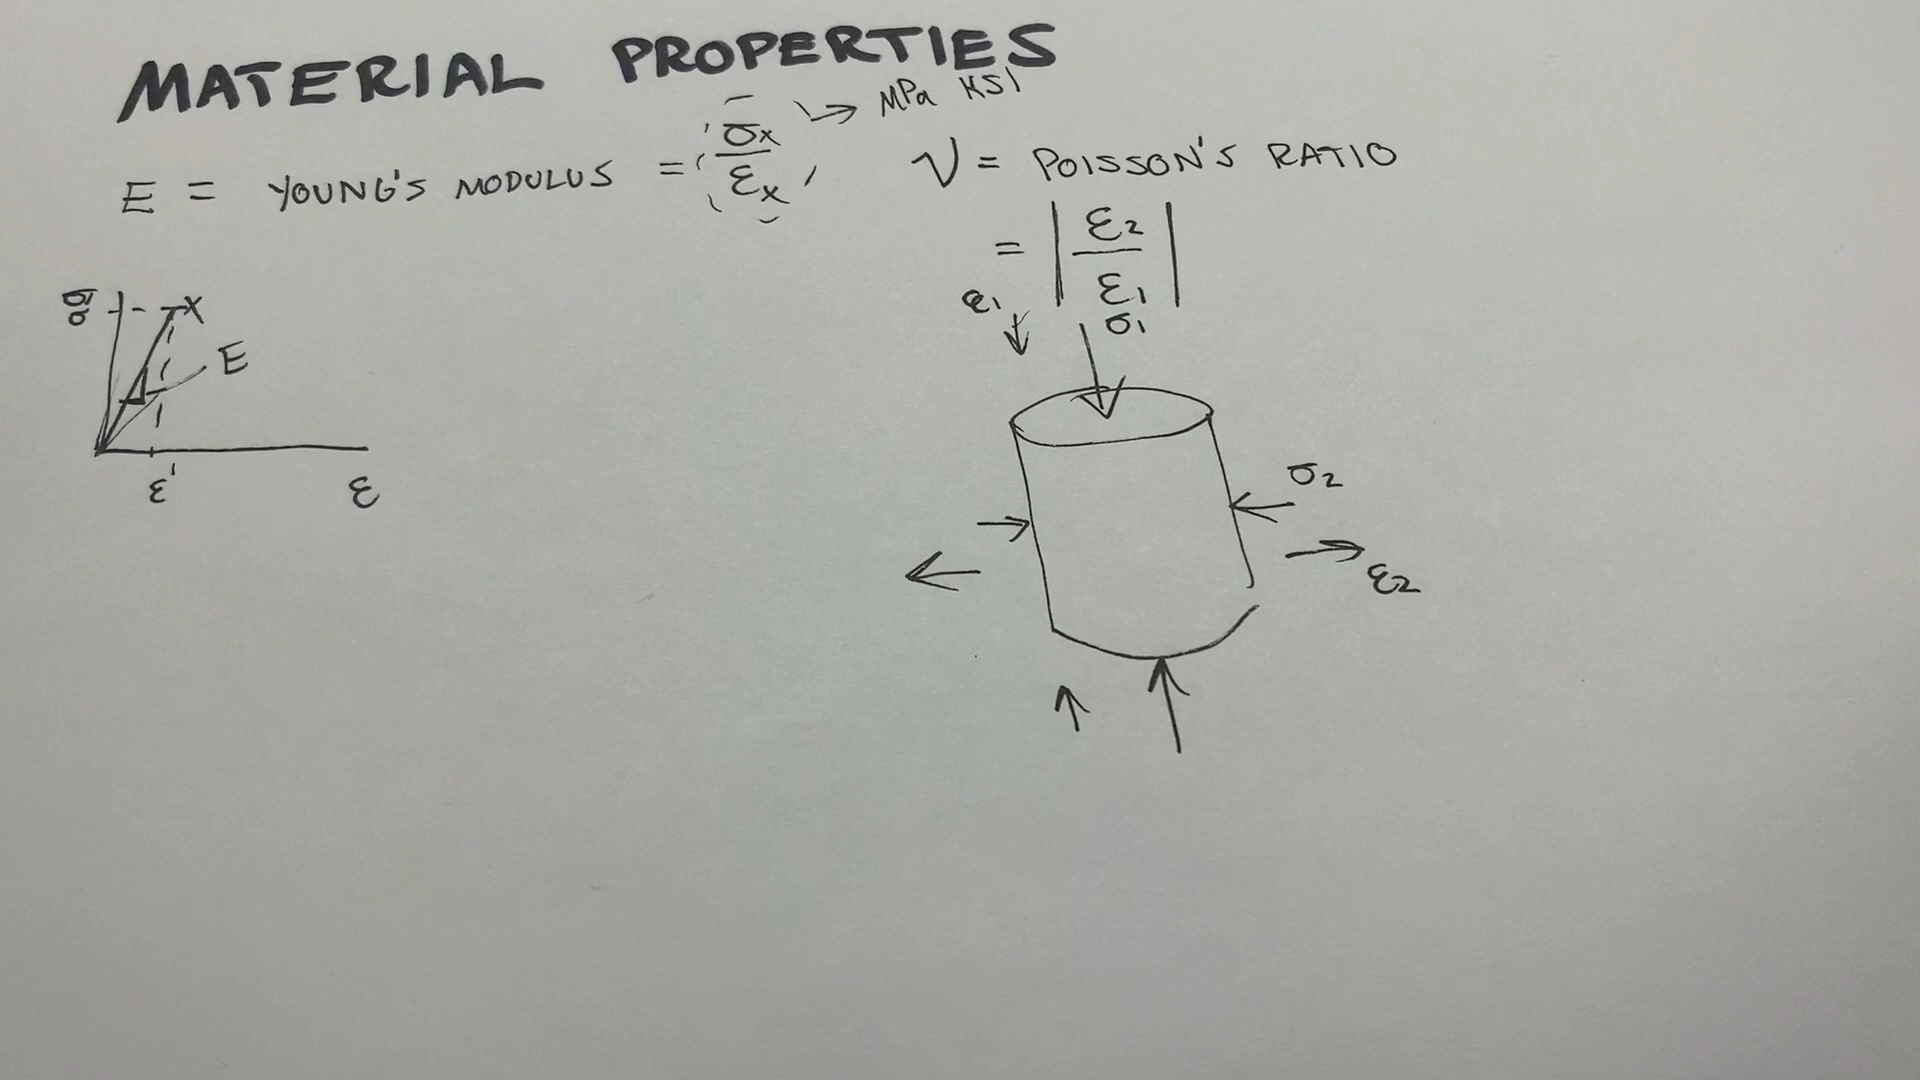 MATERIAL PROPERTIES
E = YOUNG'S MODULUS = σx / εx → MPa KSI
ν = POISSON'S RATIO
= | ε2 / ε1 |
σ
x
E
ε'
ε
ε1
σ1
σ2
ε2